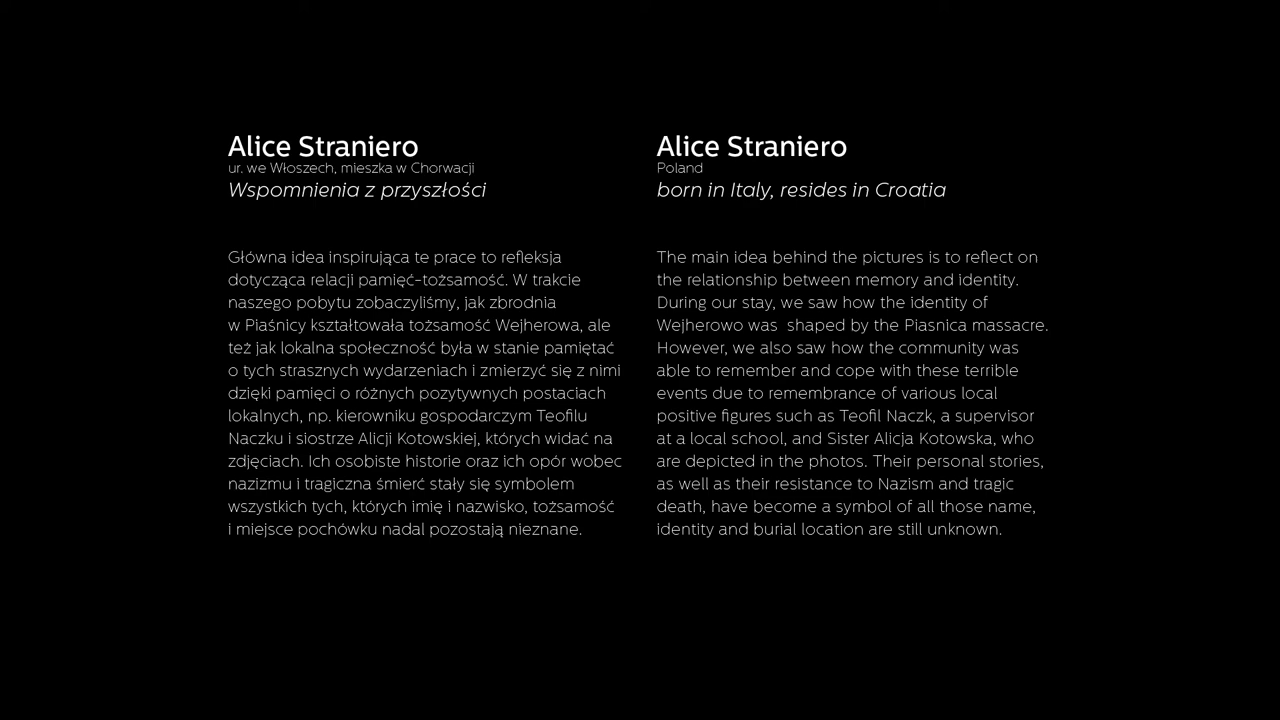 Alice Straniero
ur. we Włoszech, mieszka w Chorwacji
Wspomnienia z przyszłości
Główna idea inspirująca te prace to refleksja
dotycząca relacji pamięć-tożsamość. W trakcie
naszego pobytu zobaczyliśmy, jak zbrodnia
w Piaśnicy kształtowała tożsamość Wejherowa, ale
też jak lokalna społeczność była w stanie pamiętać
o tych strasznych wydarzeniach i zmierzyć się z nimi
dzięki pamięci o różnych pozytywnych postaciach
lokalnych, np. kierowniku gospodarczym Teofilu
Naczku i siostrze Alicji Kotowskiej, których widać na
zdjęciach. Ich osobiste historie oraz ich opór wobec
nazizmu i tragiczna śmierć stały się symbolem
wszystkich tych, których imię i nazwisko, tożsamość
i miejsce pochówku nadal pozostają nieznane.
Alice Straniero
Poland
born in Italy, resides in Croatia
The main idea behind the pictures is to reflect on
the relationship between memory and identity.
During our stay, we saw how the identity of
Wejherowo was  shaped by the Piasnica massacre.
However, we also saw how the community was
able to remember and cope with these terrible
events due to remembrance of various local
positive figures such as Teofil Naczk, a supervisor
at a local school, and Sister Alicja Kotowska, who
are depicted in the photos. Their personal stories,
as well as their resistance to Nazism and tragic
death, have become a symbol of all those name,
identity and burial location are still unknown.